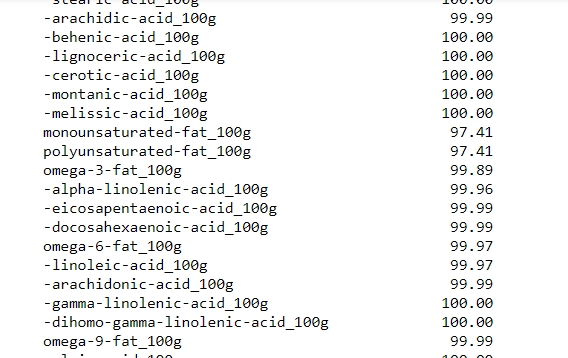 -stearic-acid_100g 100.00
-arachidic-acid_100g 99.99
-behenic-acid_100g 100.00
-lignoceric-acid_100g 100.00
-cerotic-acid_100g 100.00
-montanic-acid_100g 100.00
-melissic-acid_100g 100.00
monounsaturated-fat_100g 97.41
polyunsaturated-fat_100g 97.41
omega-3-fat_100g 99.89
-alpha-linolenic-acid_100g 99.96
-eicosapentaenoic-acid_100g 99.99
-docosahexaenoic-acid_100g 99.99
omega-6-fat_100g 99.97
-linoleic-acid_100g 99.97
-arachidonic-acid_100g 99.99
-gamma-linolenic-acid_100g 100.00
-dihomo-gamma-linolenic-acid_100g 100.00
omega-9-fat_100g 99.99